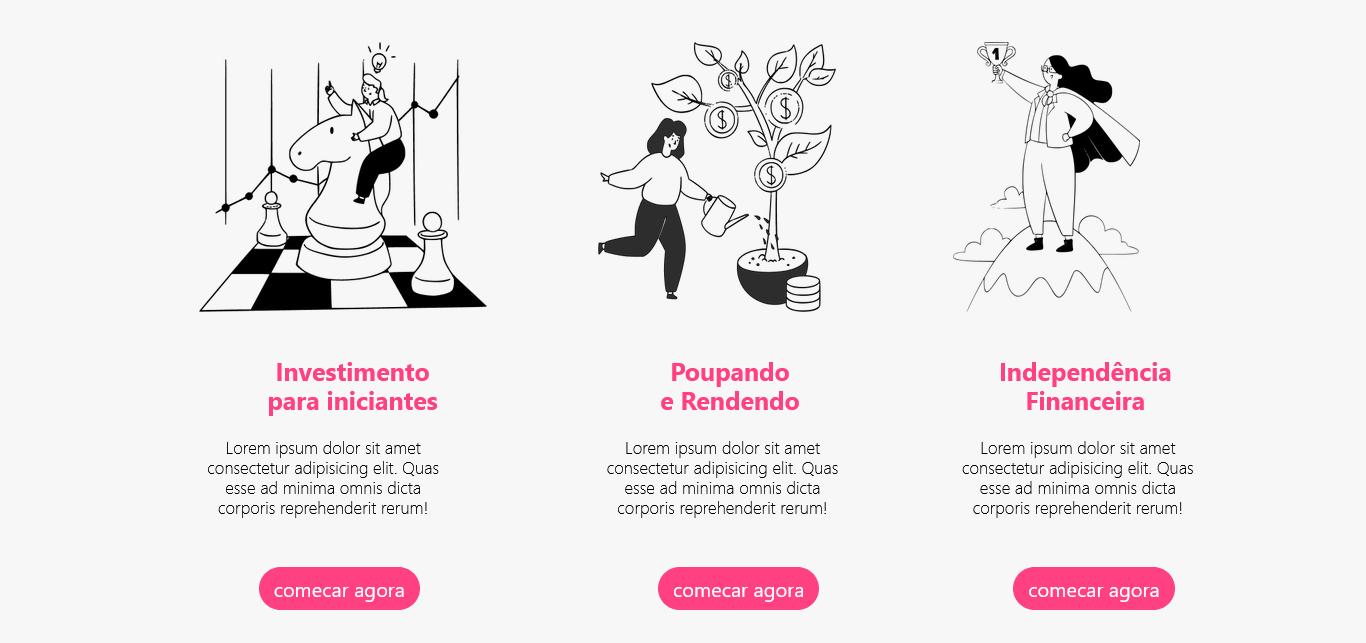 1
$
$
$
$
Investimento
para iniciantes
Lorem ipsum dolor sit amet
consectetur adipisicing elit. Quas
esse ad minima omnis dicta
corporis reprehenderit rerum!
comecar agora
Poupando
e Rendendo
Lorem ipsum dolor sit amet
consectetur adipisicing elit. Quas
esse ad minima omnis dicta
corporis reprehenderit rerum!
comecar agora
Independência
Financeira
Lorem ipsum dolor sit amet
consectetur adipisicing elit. Quas
esse ad minima omnis dicta
corporis reprehenderit rerum!
comecar agora